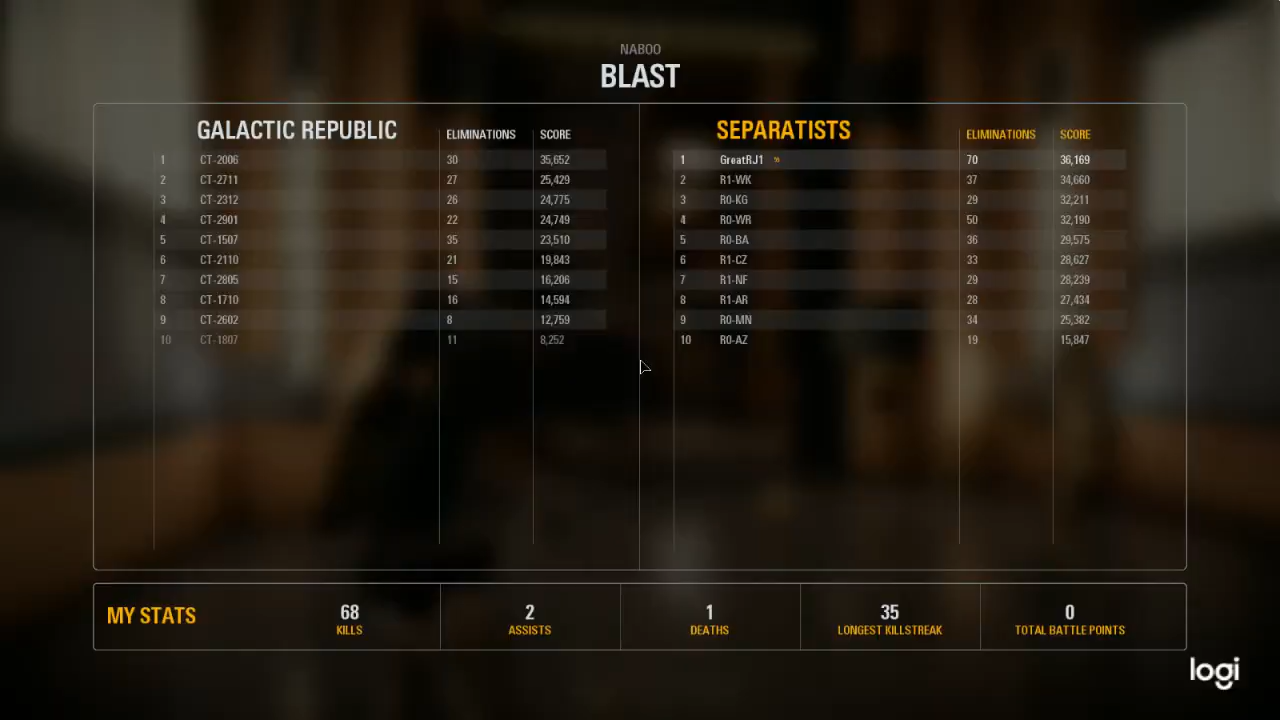 NABOO
BLAST
GALACTIC REPUBLIC ELIMINATIONS SCORE
1 CT-2006 30 35,652
2 CT-2711 27 25,429
3 CT-2312 26 24,775
4 CT-2901 22 24,749
5 CT-1507 35 23,510
6 CT-2110 21 19,843
7 CT-2805 15 16,206
8 CT-1710 16 14,594
9 CT-2602 8 12,759
10 CT-1807 11 8,252
SEPARATISTS ELIMINATIONS SCORE
1 GreatRJ1 70 36,169
2 R1-WK 37 34,660
3 R0-KG 29 32,211
4 R0-WR 50 32,190
5 R0-BA 36 29,575
6 R1-CZ 33 28,627
7 R1-NF 29 28,239
8 R1-AR 28 27,434
9 R0-MN 34 25,382
10 R0-AZ 19 15,847
MY STATS
68 2 1 35 0
KILLS ASSISTS DEATHS LONGEST KILLSTREAK TOTAL BATTLE POINTS
logi